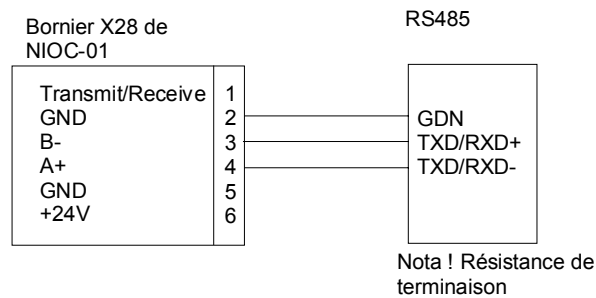 Bornier X28 de
NIOC-01
RS485
Transmit/Receive 1
GND 2
B- 3
A+ 4
GND 5
+24V 6
GDN
TXD/RXD+
TXD/RXD-
Nota ! Résistance de
terminaison